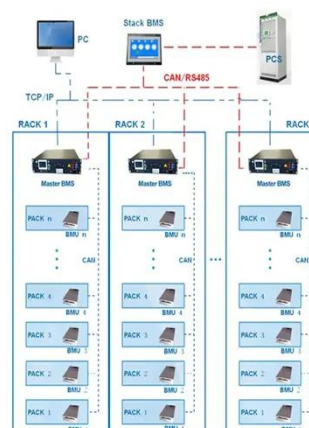 PC
Stack BMS
PCS
CAN/RS485
TCP/IP
RACK 1
RACK 2
RACK
Master BMS
Master BMS
Master BMS
PACK n
BMU n
PACK n
BMU n
PACK n
BMU n
CAN
CAN
CAN
PACK 4
BMU 4
PACK 4
BMU 4
PACK 4
BMU 4
PACK 3
BMU 3
PACK 3
BMU 3
PACK 3
BMU 3
PACK 2
BMU 2
PACK 2
BMU 2
PACK 2
BMU 2
PACK 1
PACK 1
PACK 1